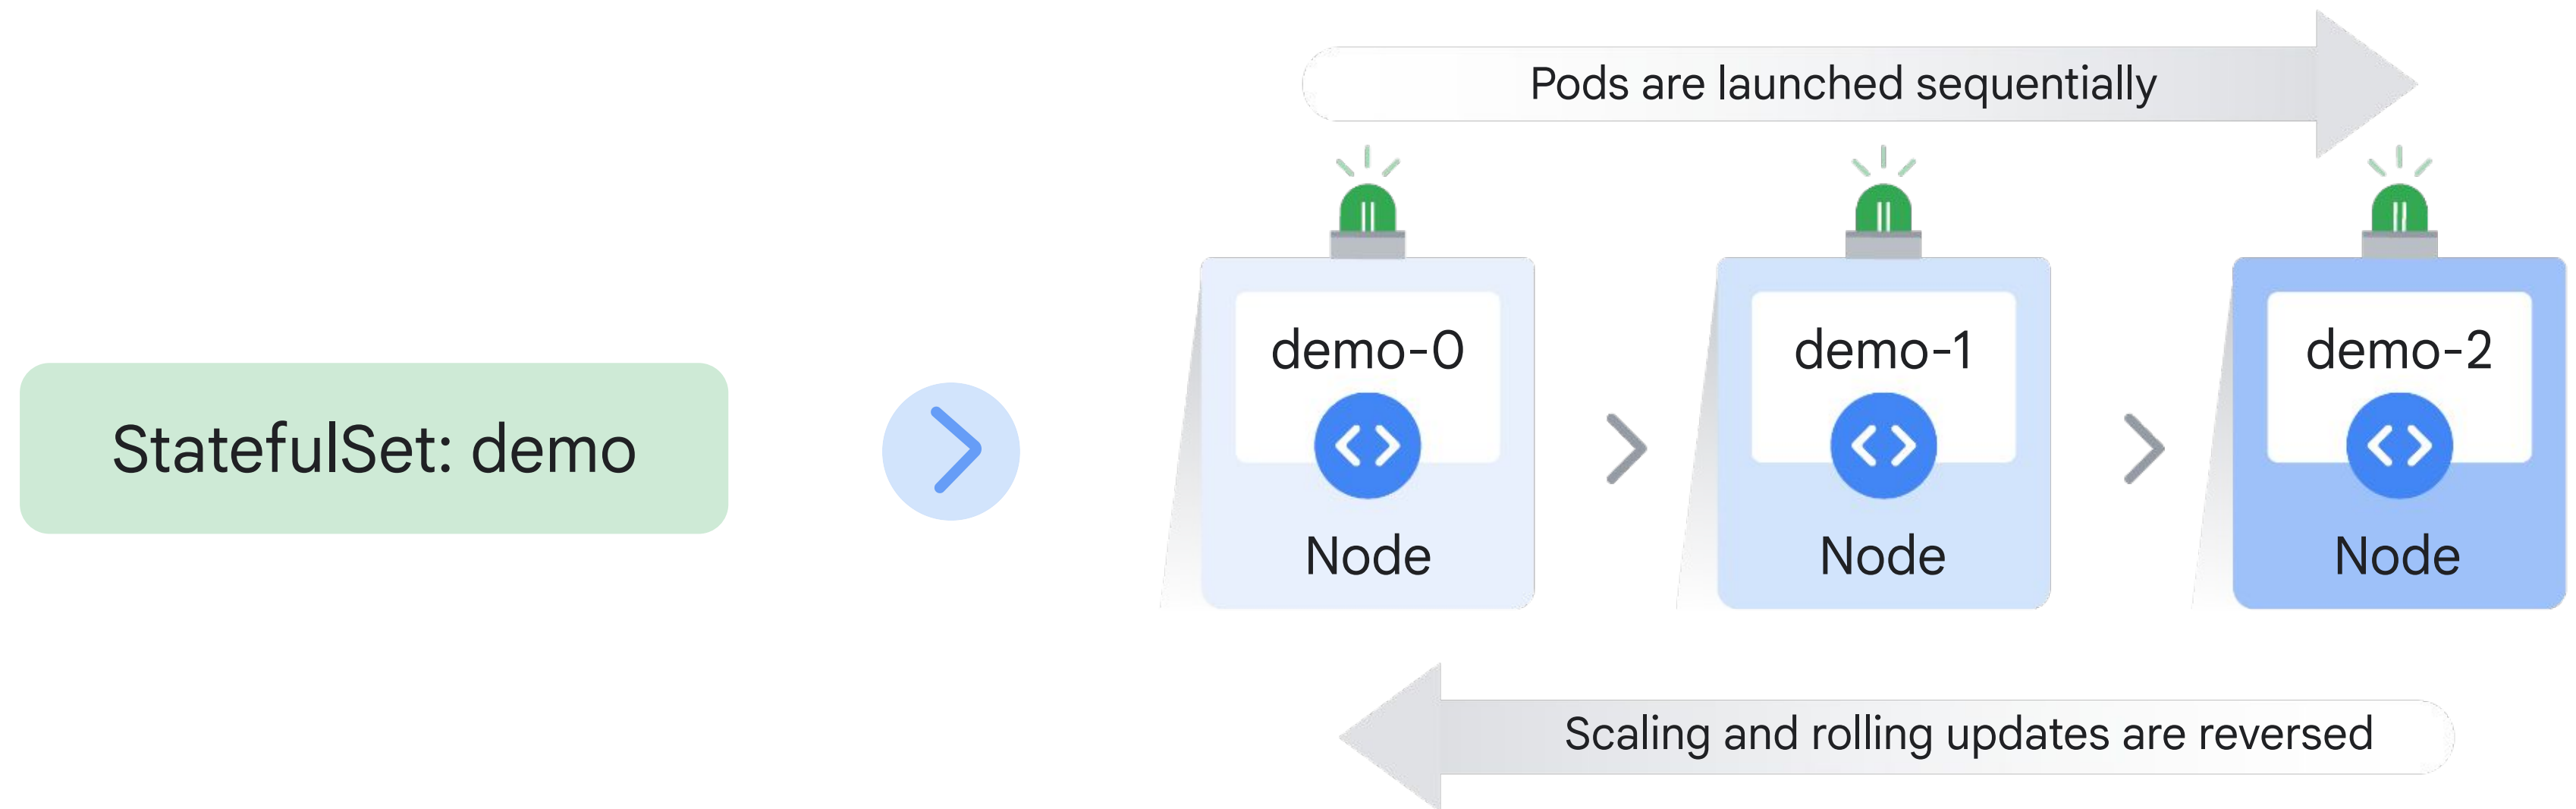 Pods are launched sequentially
StatefulSet: demo
demo-0
Node
demo-1
Node
demo-2
Node
Scaling and rolling updates are reversed